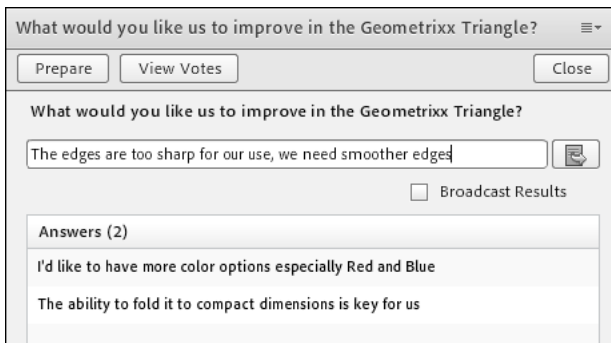 What would you like us to improve in the Geometrixx Triangle?
Prepare View Votes Close
What would you like us to improve in the Geometrixx Triangle?
The edges are too sharp for our use, we need smoother edges
Broadcast Results
Answers (2)
I'd like to have more color options especially Red and Blue
The ability to fold it to compact dimensions is key for us